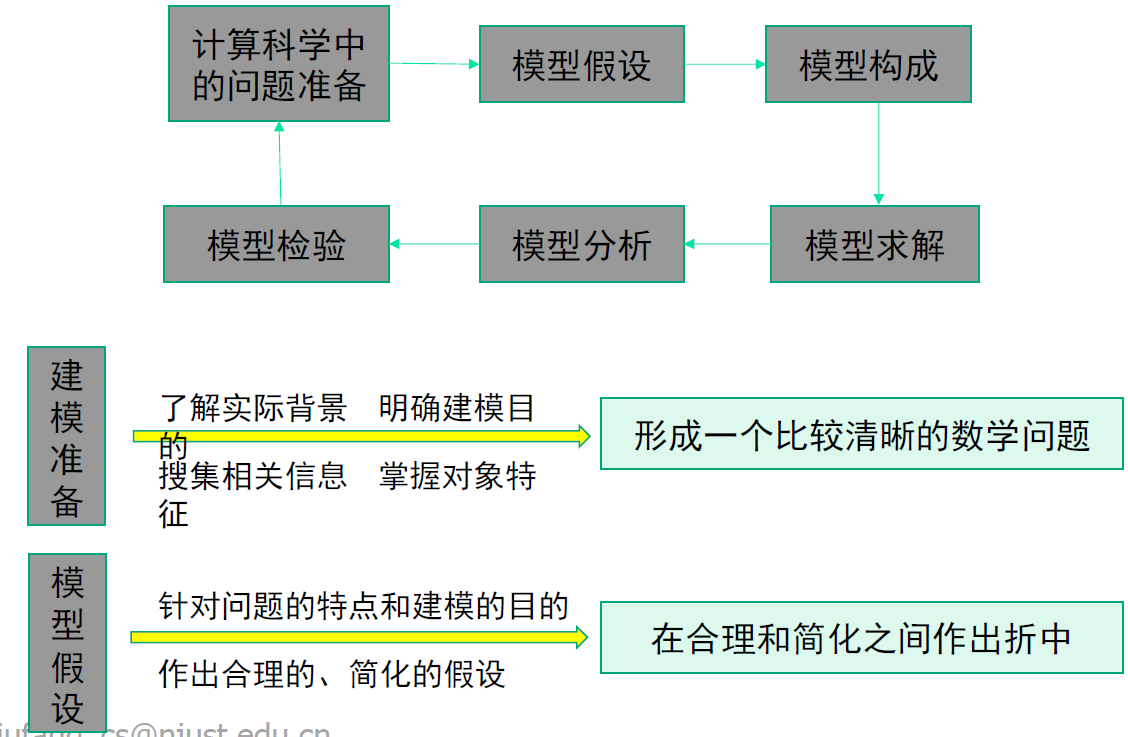 计算科学中
的问题准备
模型假设
模型构成
模型检验
模型分析
模型求解
建
模
准
备
了解实际背景 明确建模目
的
搜集相关信息 掌握对象特
征
形成一个比较清晰的数学问题
模
型
假
设
针对问题的特点和建模的目的
作出合理的、简化的假设
在合理和简化之间作出折中
cs@njust.edu.cn